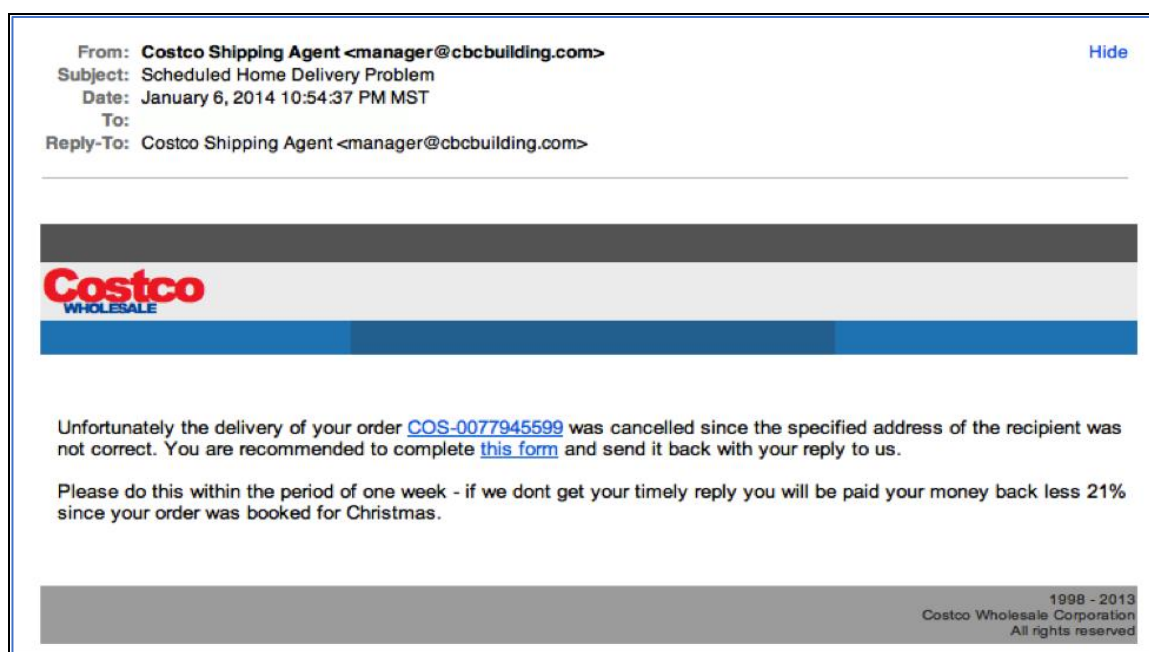 From: Costco Shipping Agent <manager@cbcbuilding.com>
Hide
Subject: Scheduled Home Delivery Problem
Date: January 6, 2014 10:54:37 PM MST
To:
Reply-To: Costco Shipping Agent <manager@cbcbuilding.com>
Costco
WHOLESALE
Unfortunately the delivery of your order COS-0077945599 was cancelled since the specified address of the recipient was
not correct. You are recommended to complete this form and send it back with your reply to us.
Please do this within the period of one week - if we dont get your timely reply you will be paid your money back less 21%
since your order was booked for Christmas.
1998 - 2013
Costco Wholesale Corporation
All rights reserved